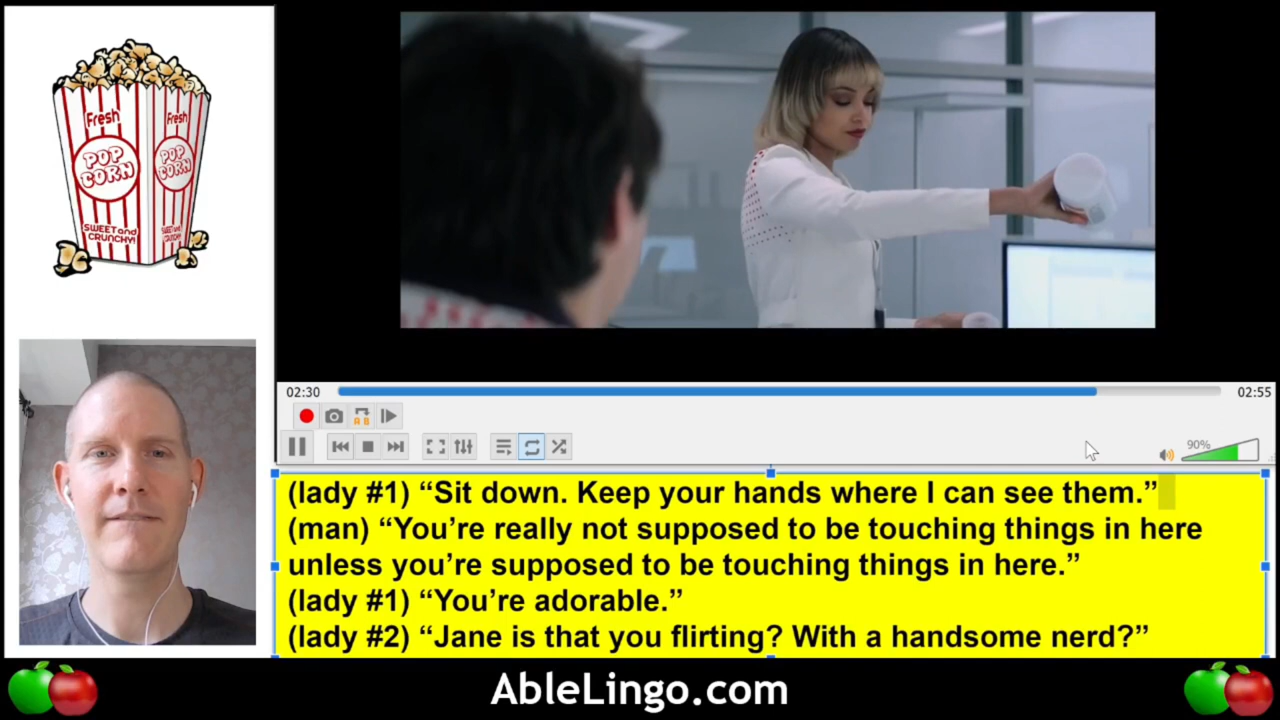 Fresh
Fresh
POP
CORN
POP
CORN
SWEET and
CRUNCHY!
SWEET and
CRUNCHY!
02:30
02:55
A B
90%
(lady #1) “Sit down. Keep your hands where I can see them.”
(man) “You’re really not supposed to be touching things in here
unless you’re supposed to be touching things in here.”
(lady #1) “You’re adorable.”
(lady #2) “Jane is that you flirting? With a handsome nerd?”
AbleLingo.com